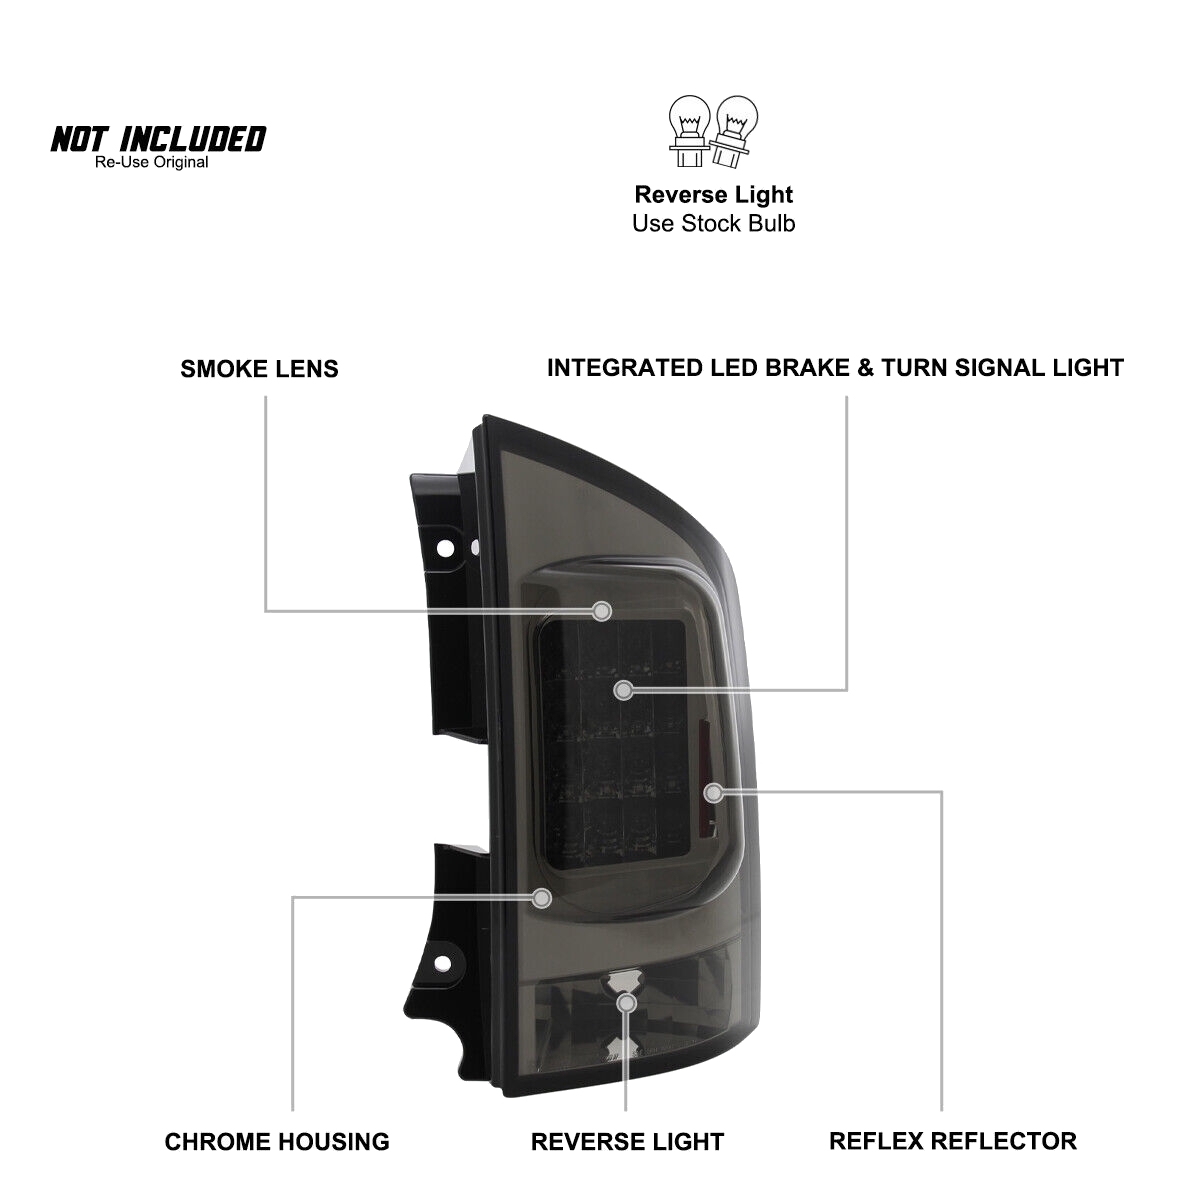 NOT INCLUDED
Re-Use Original
Reverse Light
Use Stock Bulb
SMOKE LENS
INTEGRATED LED BRAKE & TURN SIGNAL LIGHT
CHROME HOUSING
REVERSE LIGHT
REFLEX REFLECTOR